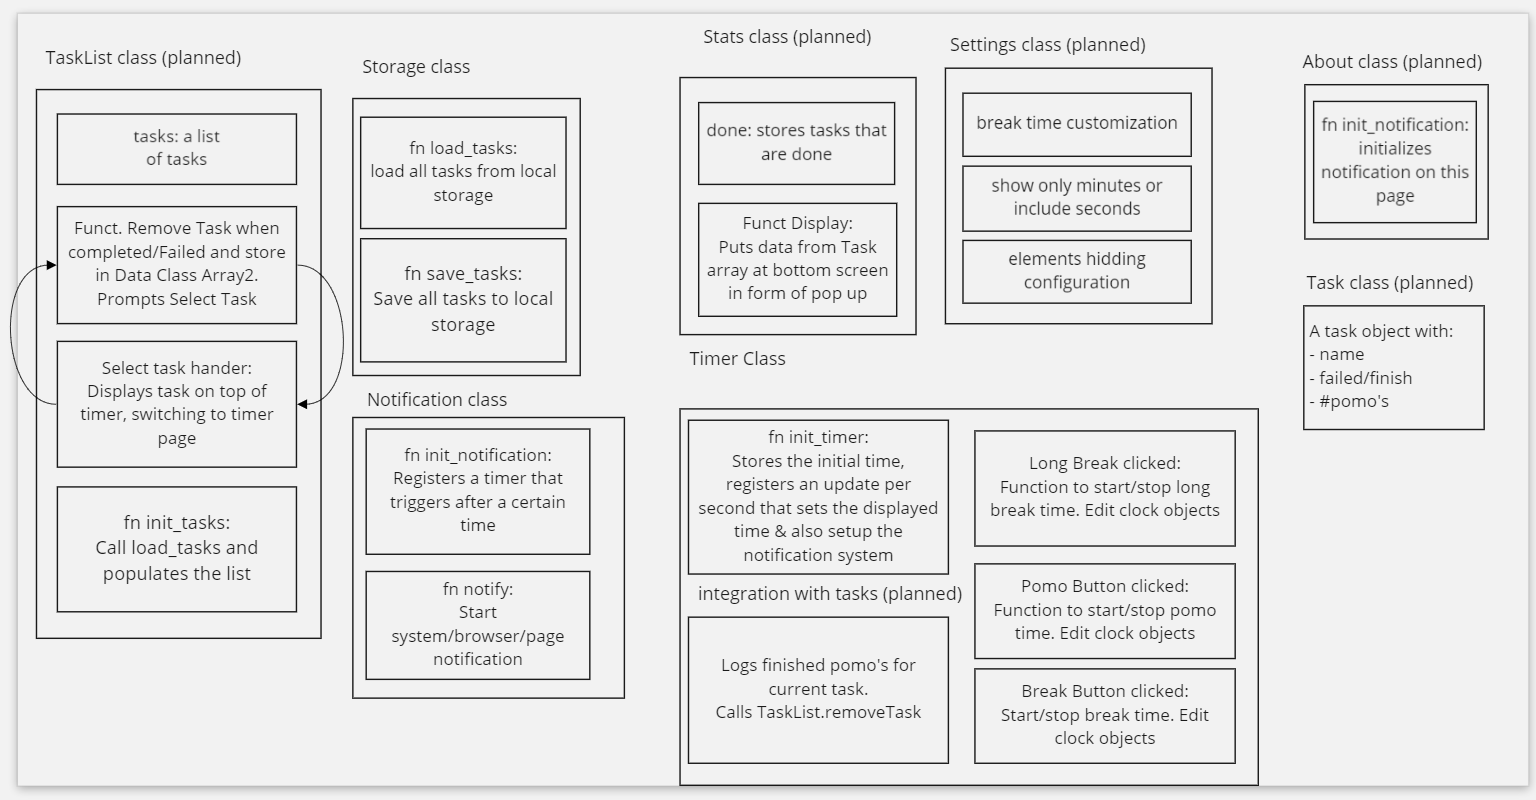 TaskList class (planned)
tasks: a list
of tasks
Funct. Remove Task when
completed/Failed and store
in Data Class Array2.
Prompts Select Task
Select task hander:
Displays task on top of
timer, switching to timer
page
fn init_tasks:
Call load_tasks and
populates the list
Storage class
fn load_tasks:
load all tasks from local
storage
fn save_tasks:
Save all tasks to local
storage
Notification class
fn init_notification:
Registers a timer that
triggers after a certain
time
fn notify:
Start
system/browser/page
notification
Stats class (planned)
done: stores tasks that
are done
Funct Display:
Puts data from Task
array at bottom screen
in form of pop up
Settings class (planned)
break time customization
show only minutes or
include seconds
elements hidding
configuration
Timer Class
fn init_timer:
Stores the initial time,
registers an update per
second that sets the displayed
time & also setup the
notification system
integration with tasks (planned)
Logs finished pomo's for
current task.
Calls TaskList.removeTask
Long Break clicked:
Function to start/stop long
break time. Edit clock objects
Pomo Button clicked:
Function to start/stop pomo
time. Edit clock objects
Break Button clicked:
Start/stop break time. Edit
clock objects
About class (planned)
fn init_notification:
initializes
notification on this
page
Task class (planned)
A task object with:
- name
- failed/finish
- #pomo's